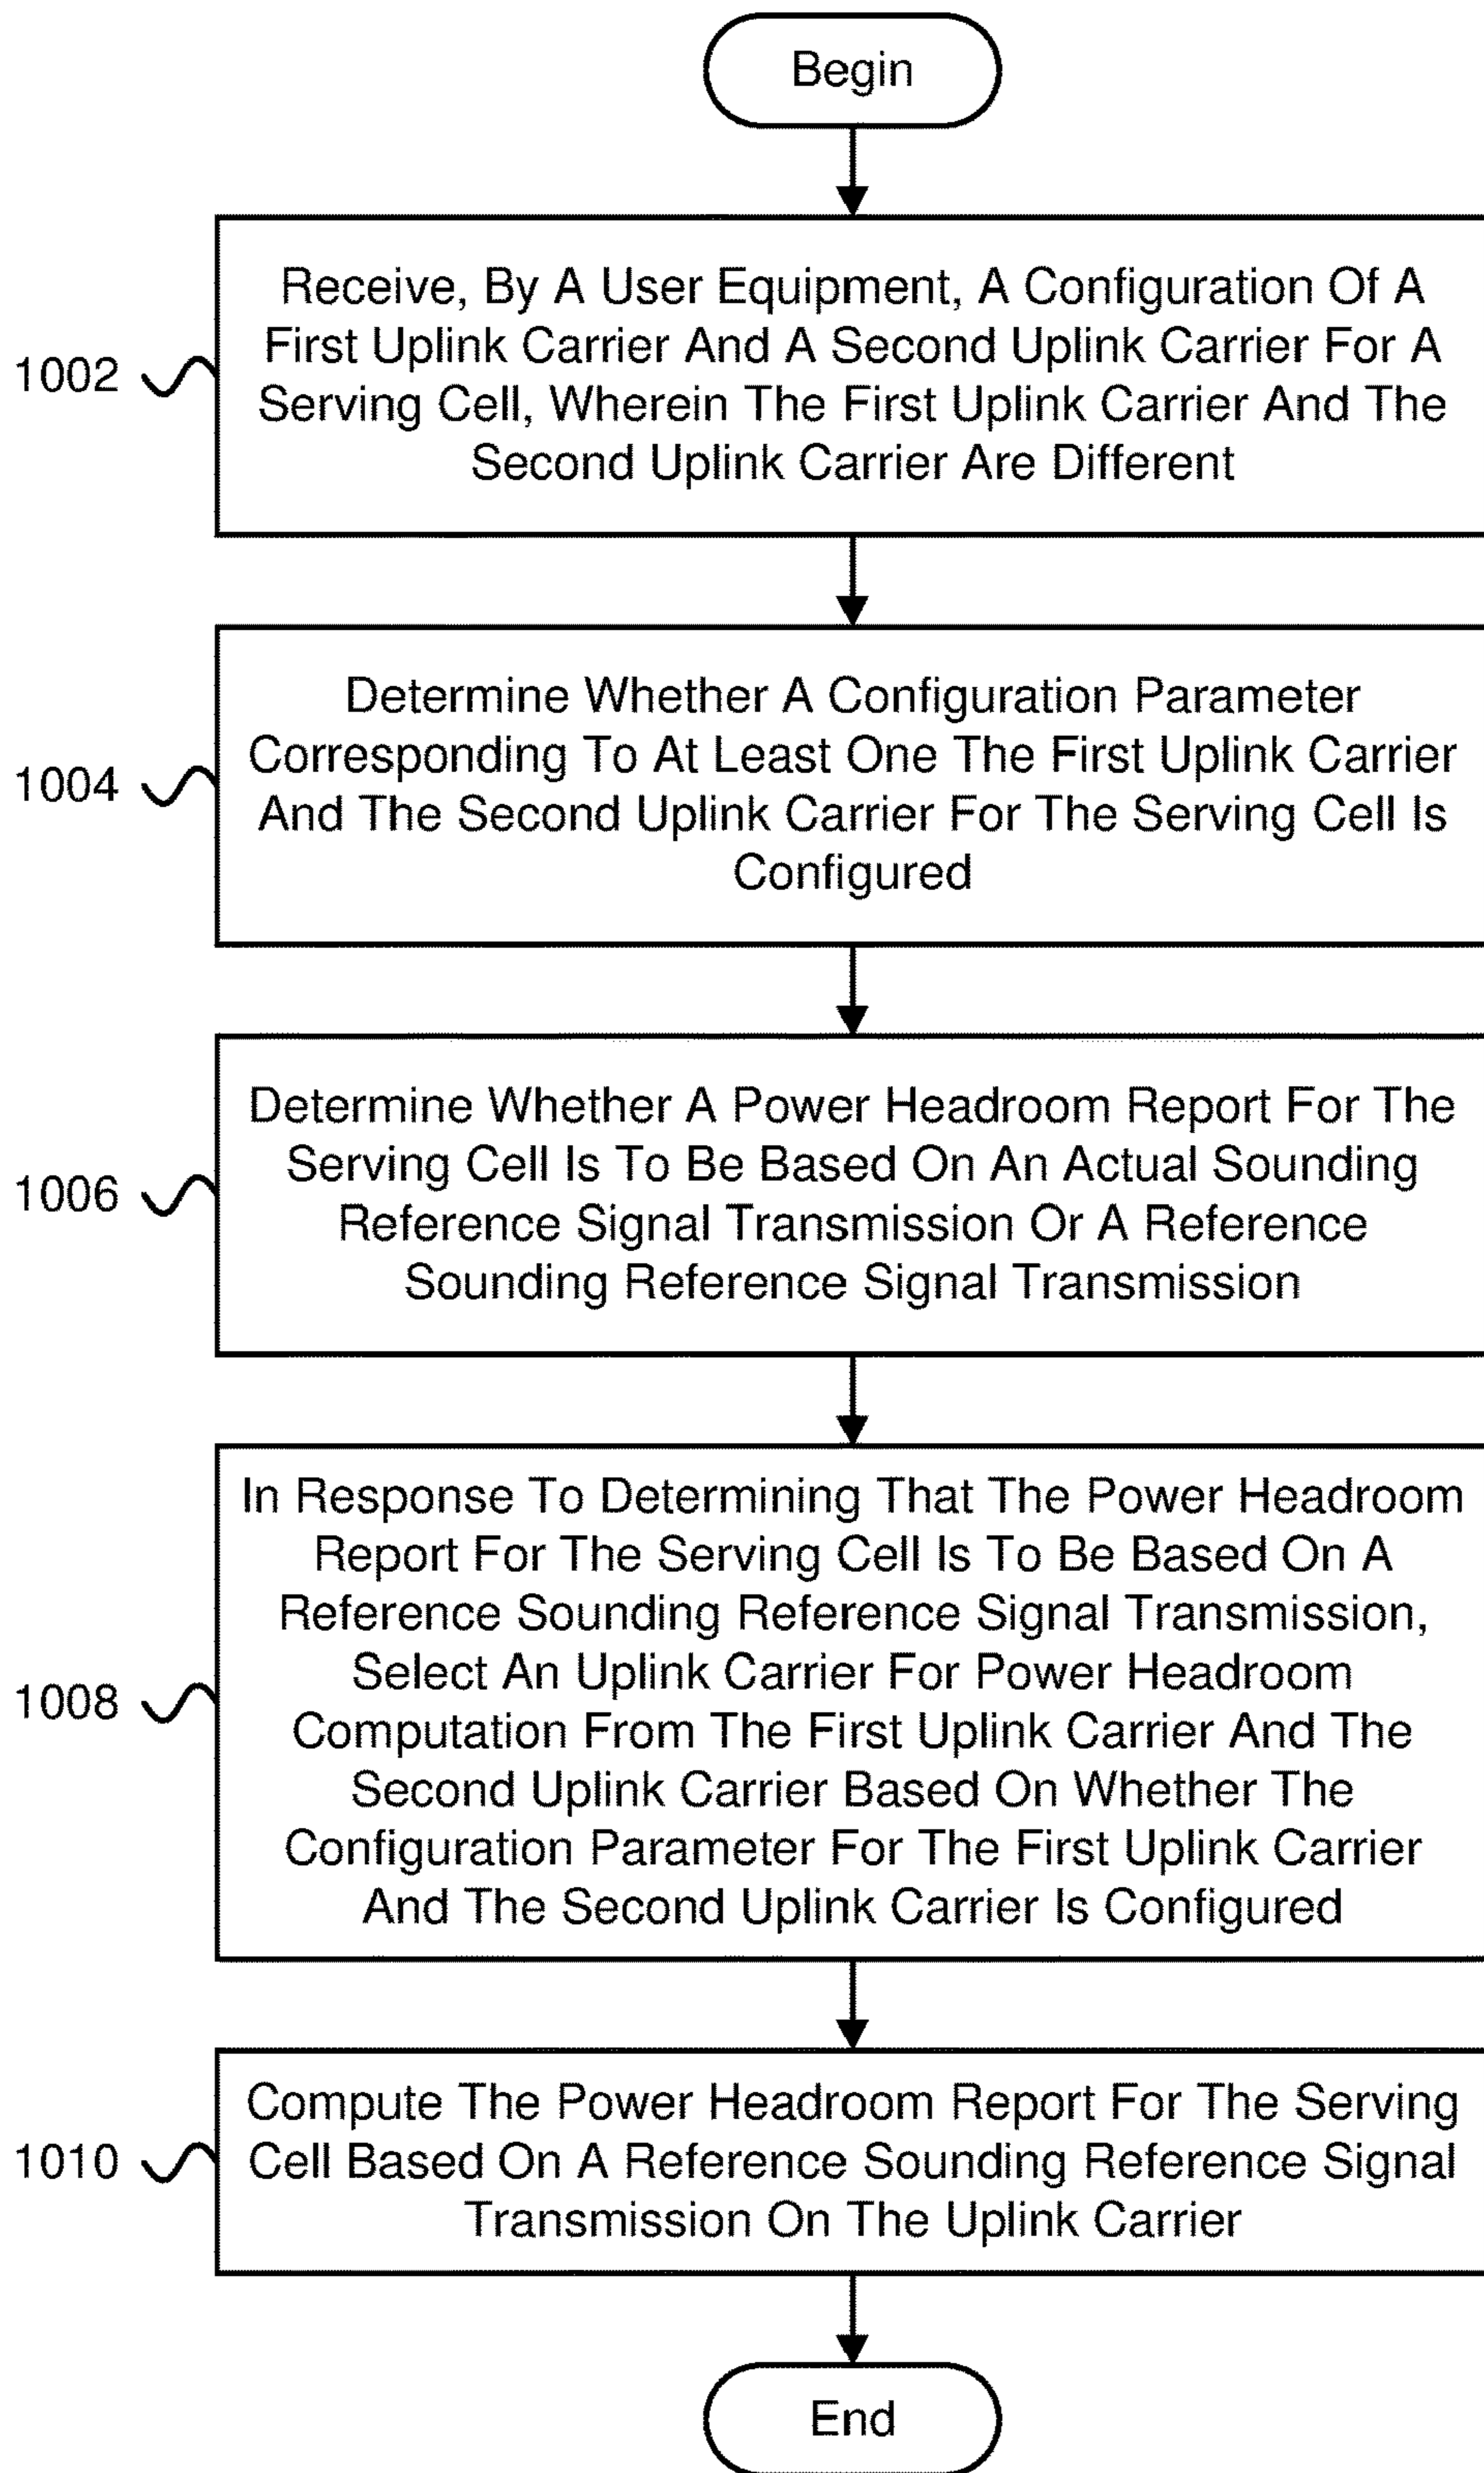 Begin
Receive, By A User Equipment, A Configuration Of A
First Uplink Carrier And A Second Uplink Carrier For A
Serving Cell, Wherein The First Uplink Carrier And The
Second Uplink Carrier Are Different
1002
Determine Whether A Configuration Parameter
Corresponding To At Least One The First Uplink Carrier
And The Second Uplink Carrier For The Serving Cell Is
Configured
1004
Determine Whether A Power Headroom Report For The
Serving Cell Is To Be Based On An Actual Sounding
Reference Signal Transmission Or A Reference
Sounding Reference Signal Transmission
1006
In Response To Determining That The Power Headroom
Report For The Serving Cell Is To Be Based On A
Reference Sounding Reference Signal Transmission,
Select An Uplink Carrier For Power Headroom
Computation From The First Uplink Carrier And The
Second Uplink Carrier Based On Whether The
Configuration Parameter For The First Uplink Carrier
And The Second Uplink Carrier Is Configured
1008
Compute The Power Headroom Report For The Serving
Cell Based On A Reference Sounding Reference Signal
Transmission On The Uplink Carrier
1010
End